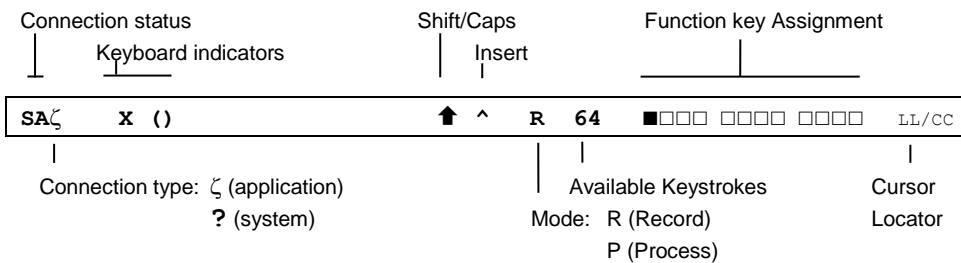 Connection status Shift/Caps Function key Assignment
Keyboard indicators Insert
SAζ X () ⬆ ^ R 64 ■□□□ □□□□ □□□□ LL/CC
Connection type: ζ (application) Available Keystrokes Cursor
? (system) Mode: R (Record) Locator
P (Process)